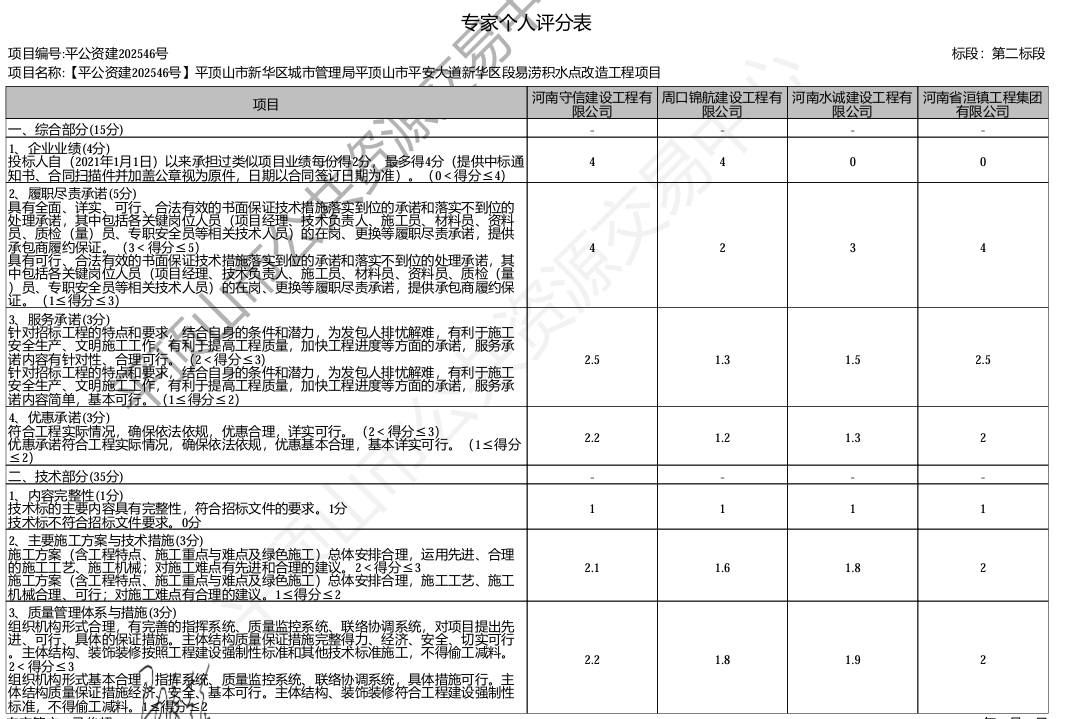 专家个人评分表
项目编号:平公资建202546号
标段：第二标段
项目名称:【平公资建202546号】平顶山市新华区城市管理局平顶山市平安大道新华区段易涝积水点改造工程项目
项目
河南守信建设工程有
限公司
周口锦航建设工程有
限公司
河南水诚建设工程有
限公司
河南省洹镇工程集团
有限公司
一、综合部分(15分)
-
-
-
-
1、企业业绩(4分)
投标人自（2021年1月1日）以来承担过类似项目业绩每份得2分，最多得4分（提供中标通
知书、合同扫描件并加盖公章视为原件，日期以合同签订日期为准）。（0＜得分≤4）
4
4
0
0
2、履职尽责承诺(5分)
具有全面、详实、可行、合法有效的书面保证技术措施落实到位的承诺和落实不到位的
处理承诺，其中包括各关键岗位人员（项目经理、技术负责人、施工员、材料员、资料
员、质检（量）员、专职安全员等相关技术人员）的在岗、更换等履职尽责承诺，提供
承包商履约保证。（3＜得分≤5）
具有可行、合法有效的书面保证技术措施落实到位的承诺和落实不到位的处理承诺，其
中包括各关键岗位人员（项目经理、技术负责人、施工员、材料员、资料员、质检（量
）员、专职安全员等相关技术人员）的在岗、更换等履职尽责承诺，提供承包商履约保
证。（1≤得分≤3）
4
2
3
4
3、服务承诺(3分)
针对招标工程的特点和要求，结合自身的条件和潜力，为发包人排忧解难，有利于施工
安全生产、文明施工工作，有利于提高工程质量，加快工程进度等方面的承诺，服务承
诺内容有针对性、合理可行。（2＜得分≤3）
针对招标工程的特点和要求，结合自身的条件和潜力，为发包人排忧解难，有利于施工
安全生产、文明施工工作，有利于提高工程质量，加快工程进度等方面的承诺，服务承
诺内容简单，基本可行。（1≤得分≤2）
2.5
1.3
1.5
2.5
4、优惠承诺(3分)
符合工程实际情况，确保依法依规，优惠合理，详实可行。（2＜得分≤3）
优惠承诺符合工程实际情况，确保依法依规，优惠基本合理，基本详实可行。（1≤得分
≤2）
2.2
1.2
1.3
2
二、技术部分(35分)
-
-
-
-
1、内容完整性(1分)
技术标的主要内容具有完整性，符合招标文件的要求。1分
技术标不符合招标文件要求。0分
1
1
1
1
2、主要施工方案与技术措施(3分)
施工方案（含工程特点、施工重点与难点及绿色施工）总体安排合理，运用先进、合理
的施工工艺、施工机械；对施工难点有先进和合理的建议。2＜得分≤3
施工方案（含工程特点、施工重点与难点及绿色施工）总体安排合理，施工工艺、施工
机械合理、可行；对施工难点有合理的建议。1≤得分≤2
2.1
1.6
1.8
2
3、质量管理体系与措施(3分)
组织机构形式合理，有完善的指挥系统、质量监控系统、联络协调系统，对项目提出先
进、可行、具体的保证措施。主体结构质量保证措施完整得力、经济、安全、切实可行
。主体结构、装饰装修按照工程建设强制性标准和其他技术标准施工，不得偷工减料。
2＜得分≤3
组织机构形式基本合理，指挥系统、质量监控系统、联络协调系统，具体措施可行。主
体结构质量保证措施经济、安全、基本可行。主体结构、装饰装修符合工程建设强制性
标准，不得偷工减料。1≤得分≤2
2.2
1.8
1.9
2
平顶山市公共资源交易中心
平顶山市公共资源交易中心